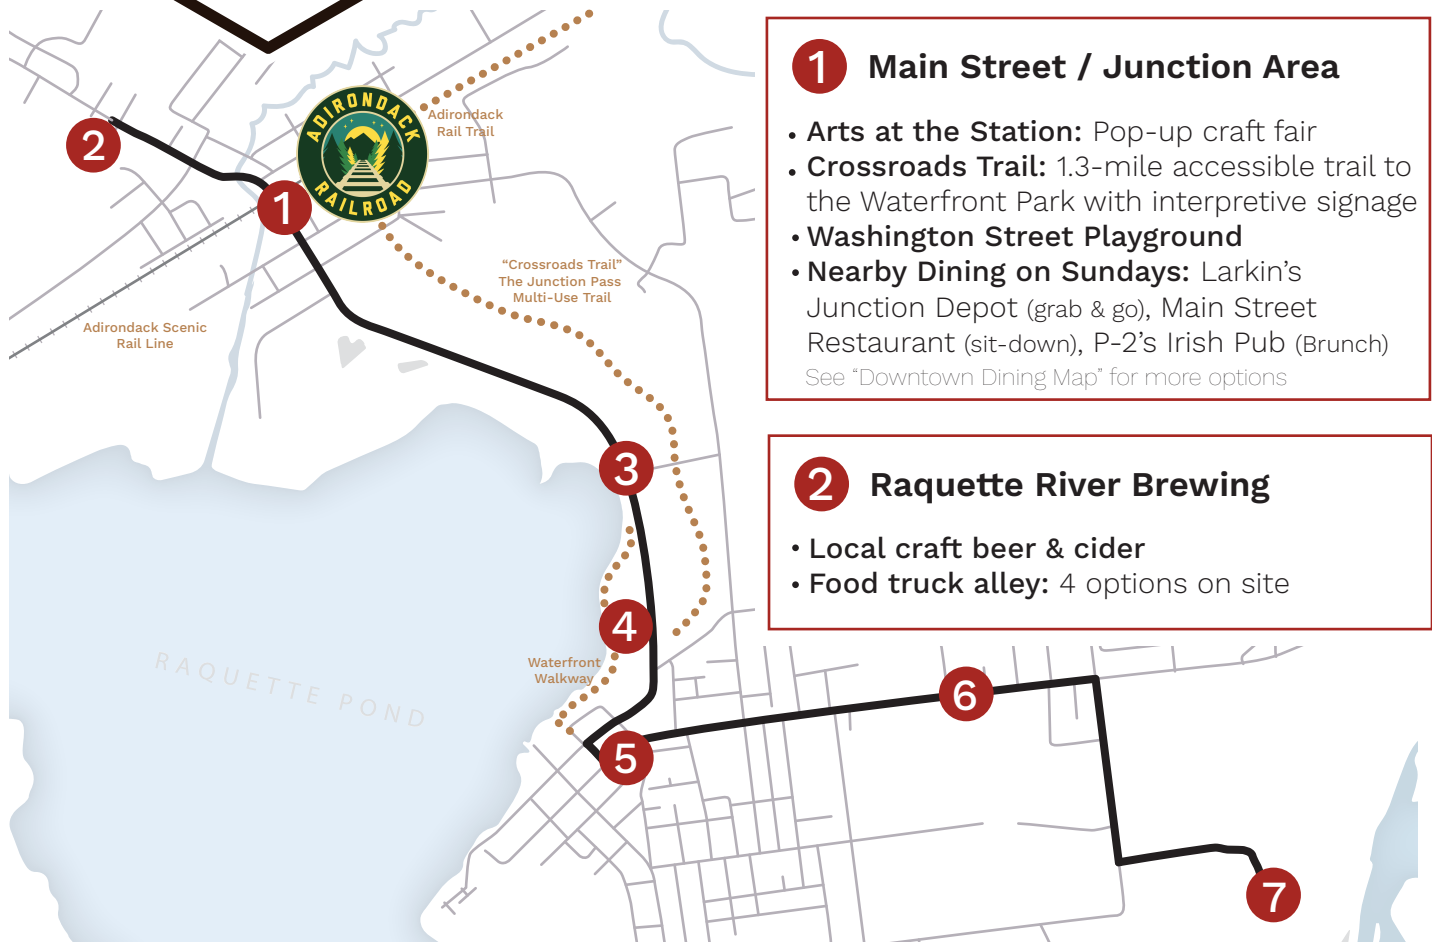 ADIRONDACK
RAILROAD
Adirondack
Rail Trail
2
1
"Crossroads Trail"
The Junction Pass
Multi-Use Trail
Adirondack Scenic
Rail Line
3
4
Waterfront
Walkway
RAQUETTE POND
5
6
7
1 Main Street / Junction Area
• Arts at the Station: Pop-up craft fair
• Crossroads Trail: 1.3-mile accessible trail to
the Waterfront Park with interpretive signage
• Washington Street Playground
• Nearby Dining on Sundays: Larkin's
Junction Depot (grab & go), Main Street
Restaurant (sit-down), P-2's Irish Pub (Brunch)
See "Downtown Dining Map" for more options
2 Raquette River Brewing
• Local craft beer & cider
• Food truck alley: 4 options on site